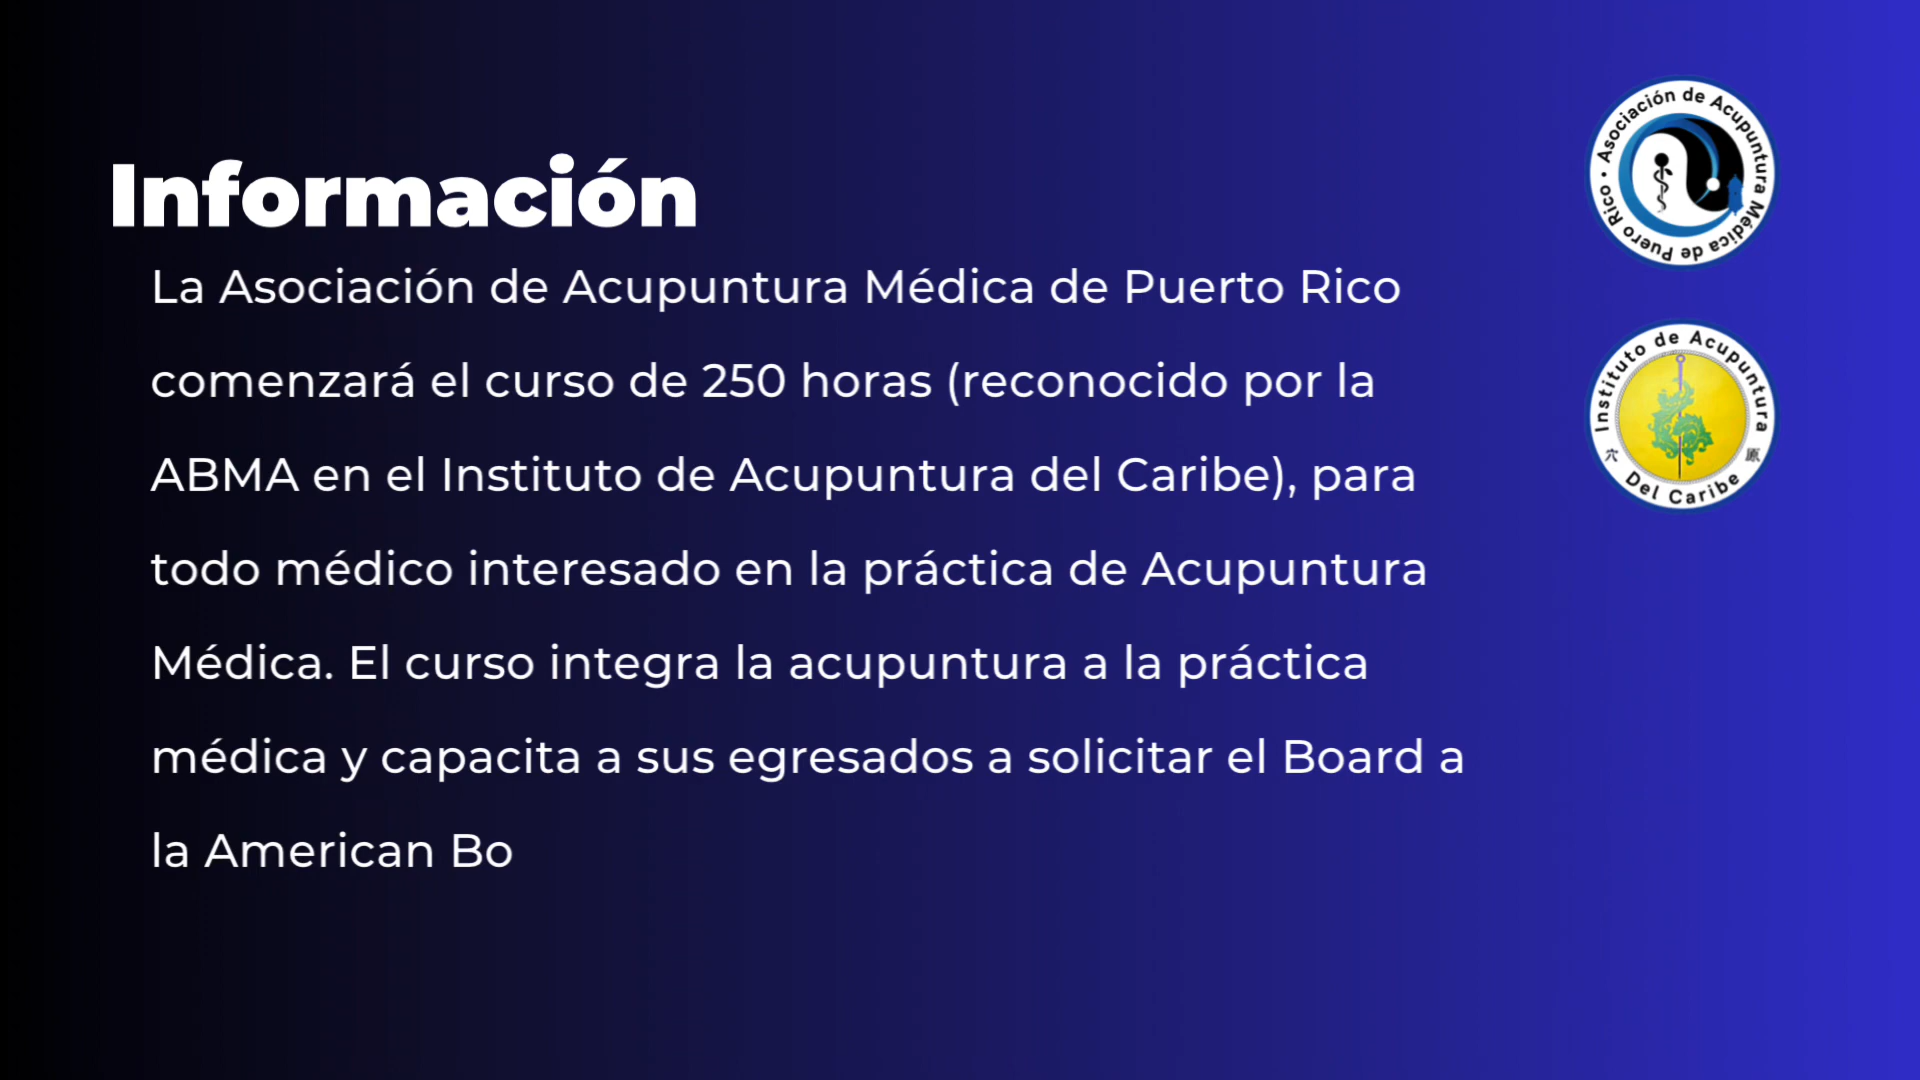 Información
La Asociación de Acupuntura Médica de Puerto Rico
comenzará el curso de 250 horas (reconocido por la
ABMA en el Instituto de Acupuntura del Caribe), para
todo médico interesado en la práctica de Acupuntura
Médica. El curso integra la acupuntura a la práctica
médica y capacita a sus egresados a solicitar el Board a
la American Bo
Asociación de Acupuntura Médica de Puero Rico •
Instituto de Acupuntura
穴 Del Caribe 原